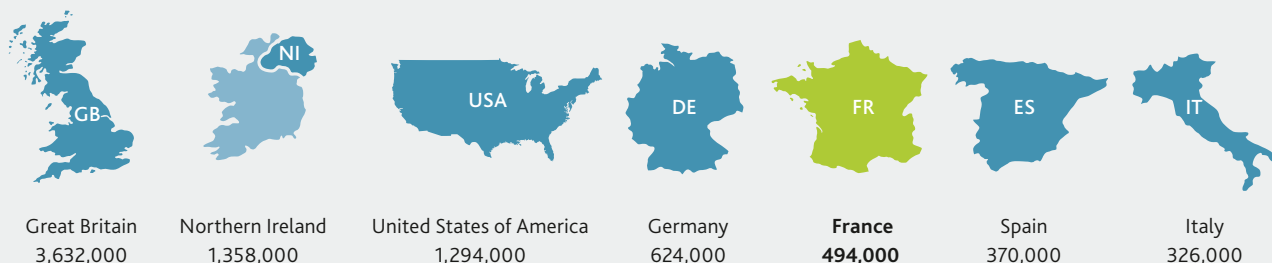 GB
NI
USA
DE
FR
ES
IT
Great Britain
3,632,000
Northern Ireland
1,358,000
United States of America
1,294,000
Germany
624,000
France
494,000
Spain
370,000
Italy
326,000